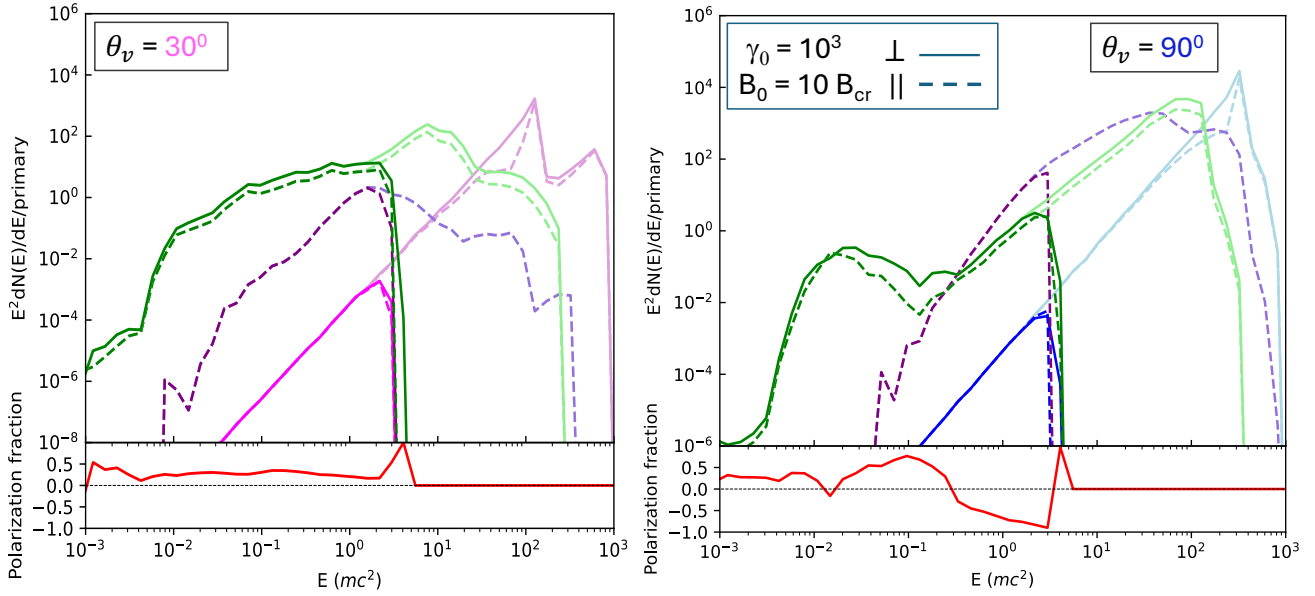 θᵥ = 30⁰
E²dN(E)/dE/primary
10⁶
10⁴
10²
10⁰
10⁻²
10⁻⁴
10⁻⁶
10⁻⁸
Polarization fraction
0.5
0.0
−0.5
−1.0
10⁻³ 10⁻² 10⁻¹ 10⁰ 10¹ 10² 10³
E (mc²)
γ₀ = 10³ ⊥
B₀ = 10 B_cr ||
θᵥ = 90⁰
E²dN(E)/dE/primary
10⁶
10⁴
10²
10⁰
10⁻²
10⁻⁴
10⁻⁶
Polarization fraction
0.5
0.0
−0.5
−1.0
10⁻³ 10⁻² 10⁻¹ 10⁰ 10¹ 10² 10³
E (mc²)